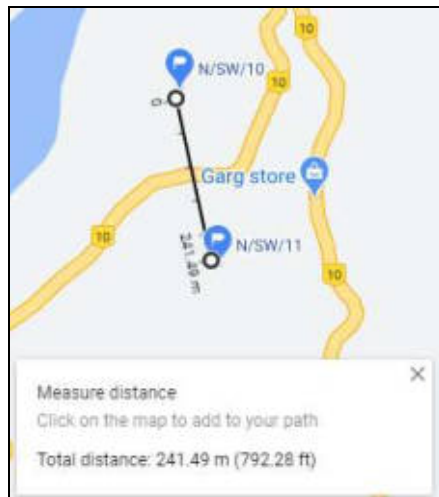 10
N/SW/10
10
0
Garg store
10
N/SW/11
241.49 m
10
Measure distance
Click on the map to add to your path
Total distance: 241.49 m (792.28 ft)